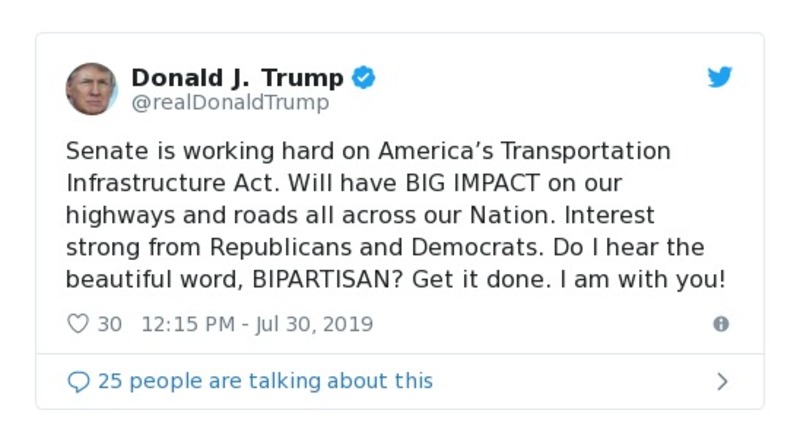 Donald J. Trump
@realDonaldTrump
Senate is working hard on America’s Transportation
Infrastructure Act. Will have BIG IMPACT on our
highways and roads all across our Nation. Interest
strong from Republicans and Democrats. Do I hear the
beautiful word, BIPARTISAN? Get it done. I am with you!
30 12:15 PM - Jul 30, 2019
25 people are talking about this